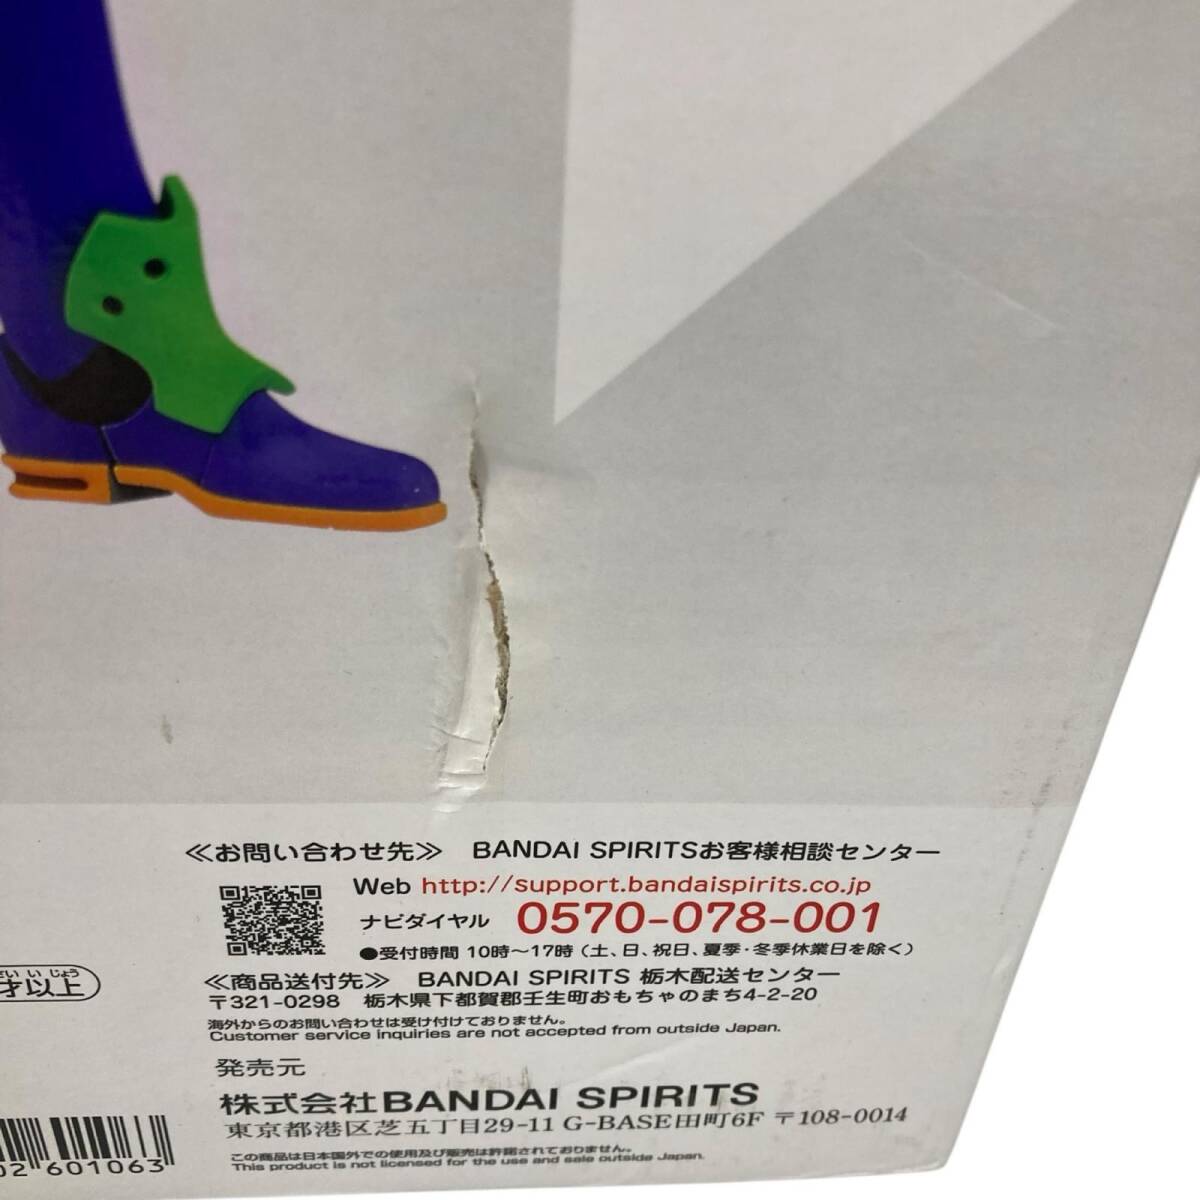 ≪お問い合わせ先≫ BANDAI SPIRITSお客様相談センター
Web http://support.bandaispirits.co.jp
ナビダイヤル 0570-078-001
●受付時間 10時〜17時（土、日、祝日、夏季・冬季休業日を除く）
≪商品送付先≫ BANDAI SPIRITS 栃木配送センター
〒321-0298 栃木県下都賀郡壬生町おもちゃのまち4-2-20
海外からのお問い合わせは受け付けておりません。
Customer service inquiries are not accepted from outside Japan.
さいいじょう
才以上
発売元
株式会社BANDAI SPIRITS
東京都港区芝五丁目29-11 G-BASE田町6F 〒108-0014
この商品は日本国外での使用及び販売は許諾されておりません。
This product is not licensed for the use and sale outside Japan.
02 601063